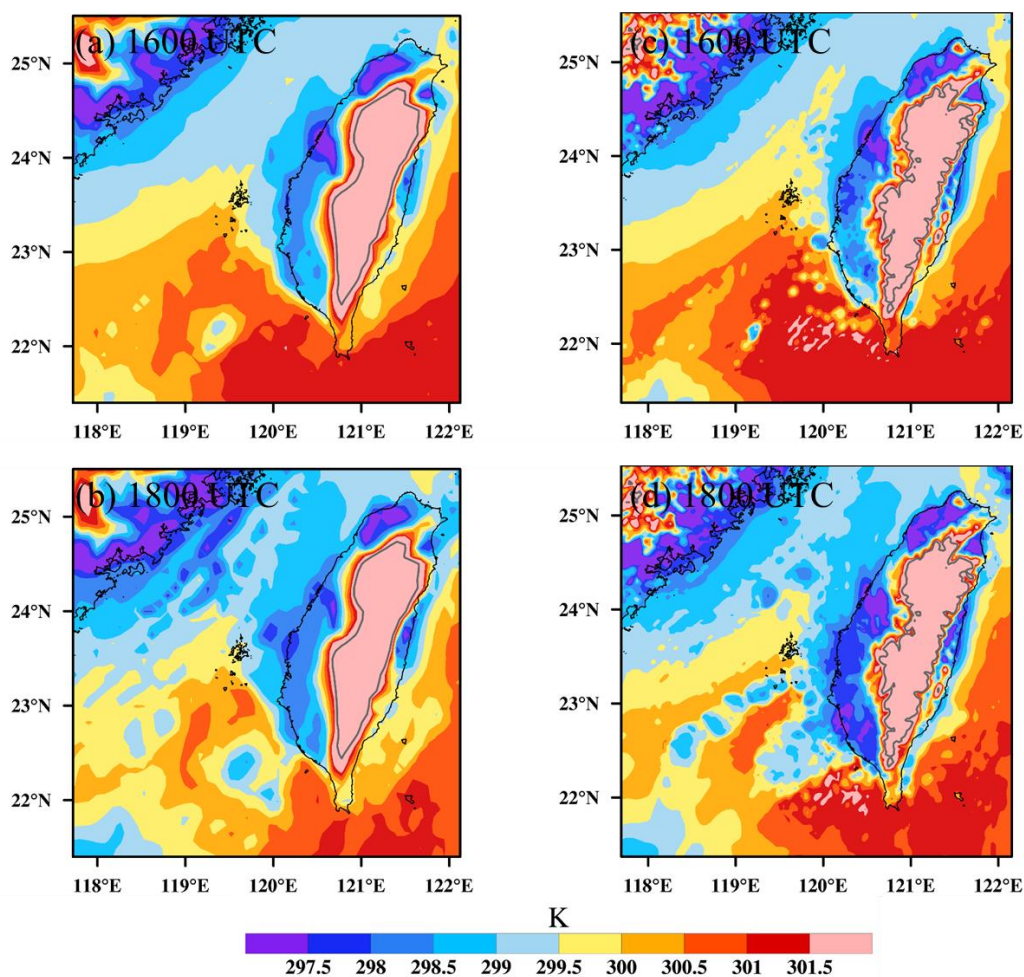 (a) 1600 UTC
25°N
24°N
23°N
22°N
118°E 119°E 120°E 121°E 122°E
(c) 1600 UTC
25°N
24°N
23°N
22°N
118°E 119°E 120°E 121°E 122°E
(b) 1800 UTC
25°N
24°N
23°N
22°N
118°E 119°E 120°E 121°E 122°E
(d) 1800 UTC
25°N
24°N
23°N
22°N
118°E 119°E 120°E 121°E 122°E
K
297.5 298 298.5 299 299.5 300 300.5 301 301.5